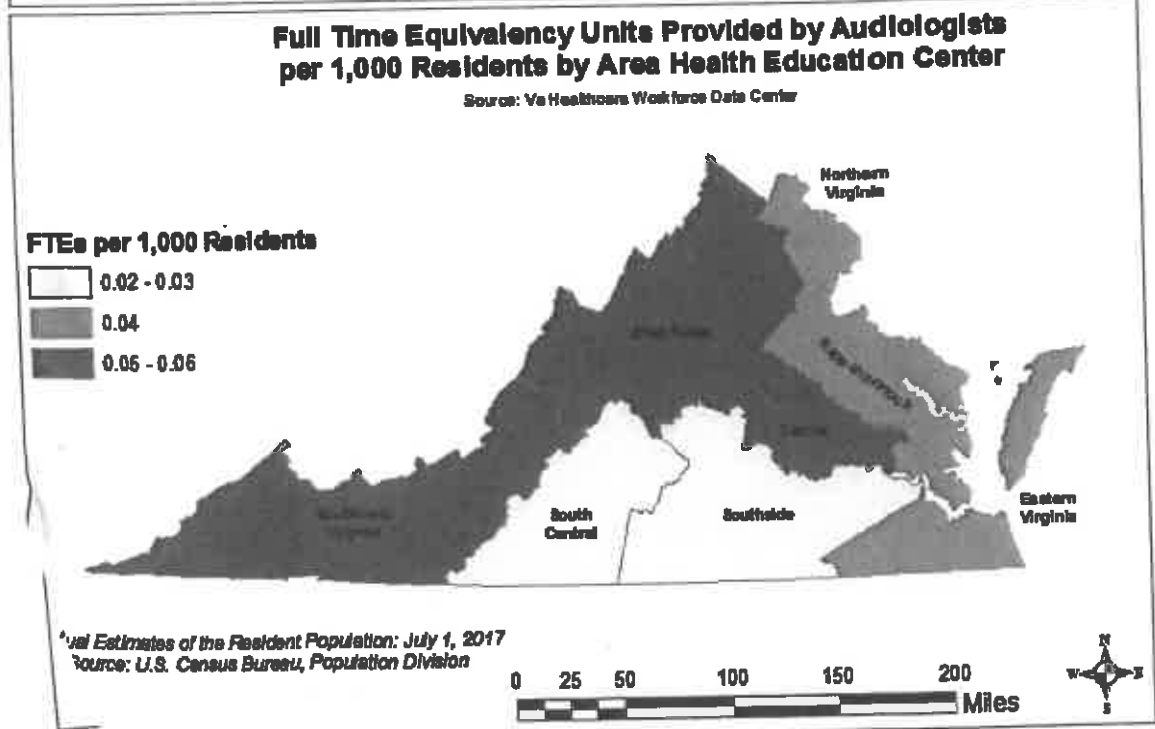 Full Time Equivalency Units Provided by Audiologists
per 1,000 Residents by Area Health Education Center
Source: Va Healthcare Workforce Data Center
Northern
Virginia
FTEs per 1,000 Residents
0.02 - 0.03
0.04
0.05 - 0.06
Rappahannock
South
Central
Southside
Eastern
Virginia
Estimates of the Resident Population: July 1, 2017
Source: U.S. Census Bureau, Population Division
0 25 50 100 150 200
Miles
N
W E
S